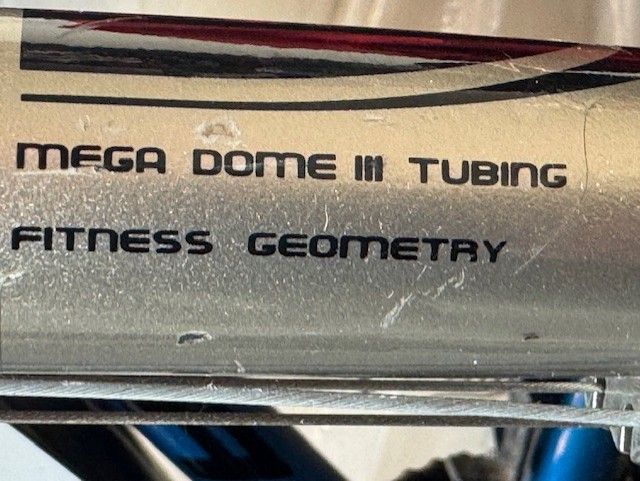 MEGA DOME III TUBING
FITNESS GEOMETRY